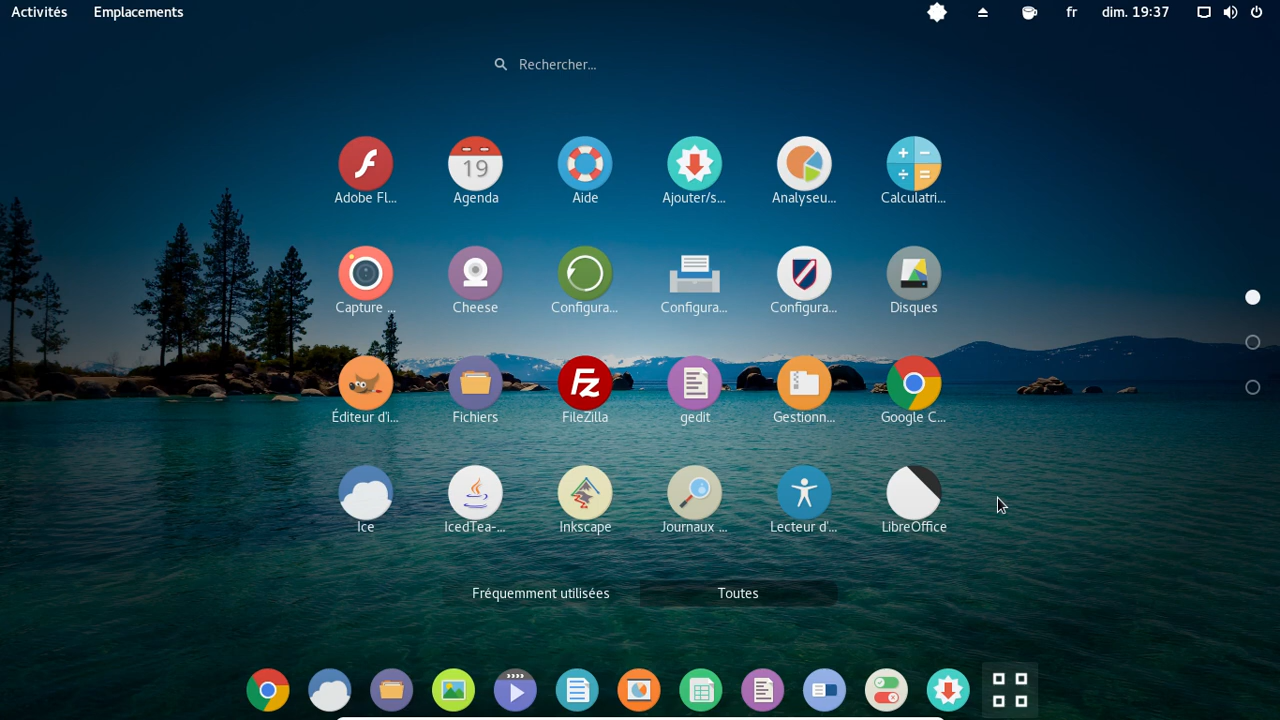 Activités Emplacements fr dim. 19:37
Rechercher...
19
Adobe Fl... Agenda Aide Ajouter/s... Analyseu... Calculatri...
Capture ... Cheese Configura... Configura... Configura... Disques
Fz
Éditeur d'i... Fichiers FileZilla gedit Gestionn... Google C...
Ice IcedTea-... Inkscape Journaux ... Lecteur d'... LibreOffice
Fréquemment utilisées Toutes